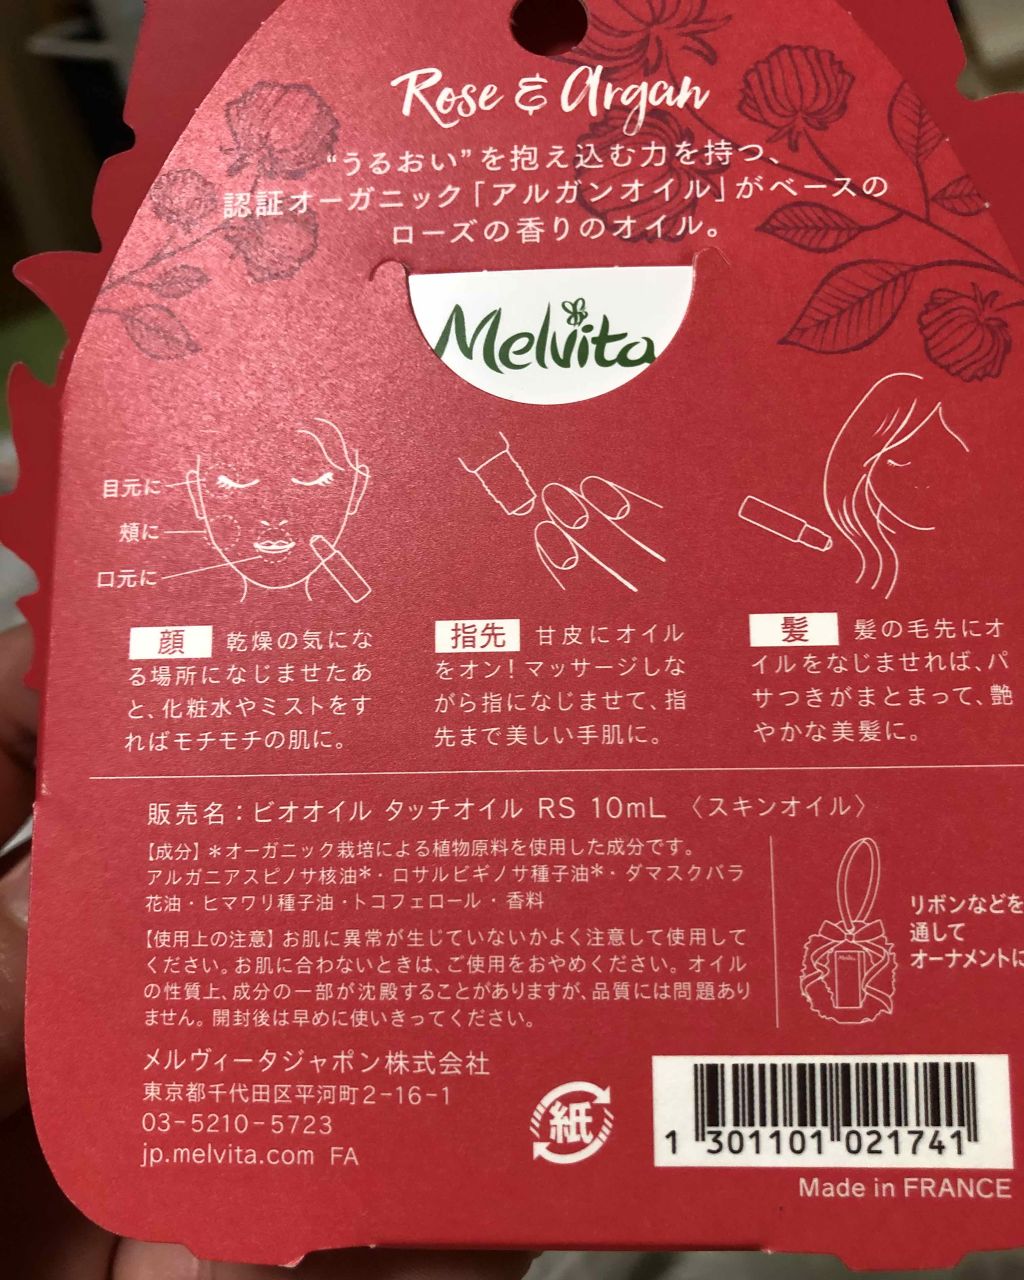 Rose & Argan
“うるおい”を抱え込む力を持つ、
認証オーガニック「アルガンオイル」がベースの
ローズの香りのオイル。
Melvita
目元に
頬に
口元に
顔 乾燥の気にな
る場所になじませたあ
と、化粧水やミストをす
ればモチモチの肌に。
指先 甘皮にオイル
をオン!マッサージしな
がら指になじませて、指
先まで美しい手肌に。
髪 髪の毛先にオ
イルをなじませれば、パ
サつきがまとまって、艶
やかな美髪に。
販売名:ビオオイル タッチオイル RS 10mL 〈スキンオイル〉
【成分】*オーガニック栽培による植物原料を使用した成分です。
アルガニアスピノサ核油*・ロサルビギノサ種子油*・ダマスクバラ
花油・ヒマワリ種子油・トコフェロール・香料
【使用上の注意】お肌に異常が生じていないかよく注意して使用して
ください。お肌に合わないときは、ご使用をおやめください。オイル
の性質上、成分の一部が沈殿することがありますが、品質には問題あり
ません。開封後は早めに使いきってください。
リボンなどを
通して
オーナメントに
メルヴィータジャポン株式会社
東京都千代田区平河町2-16-1
03-5210-5723
jp.melvita.com FA
紙
1 301101 021741
Made in FRANCE